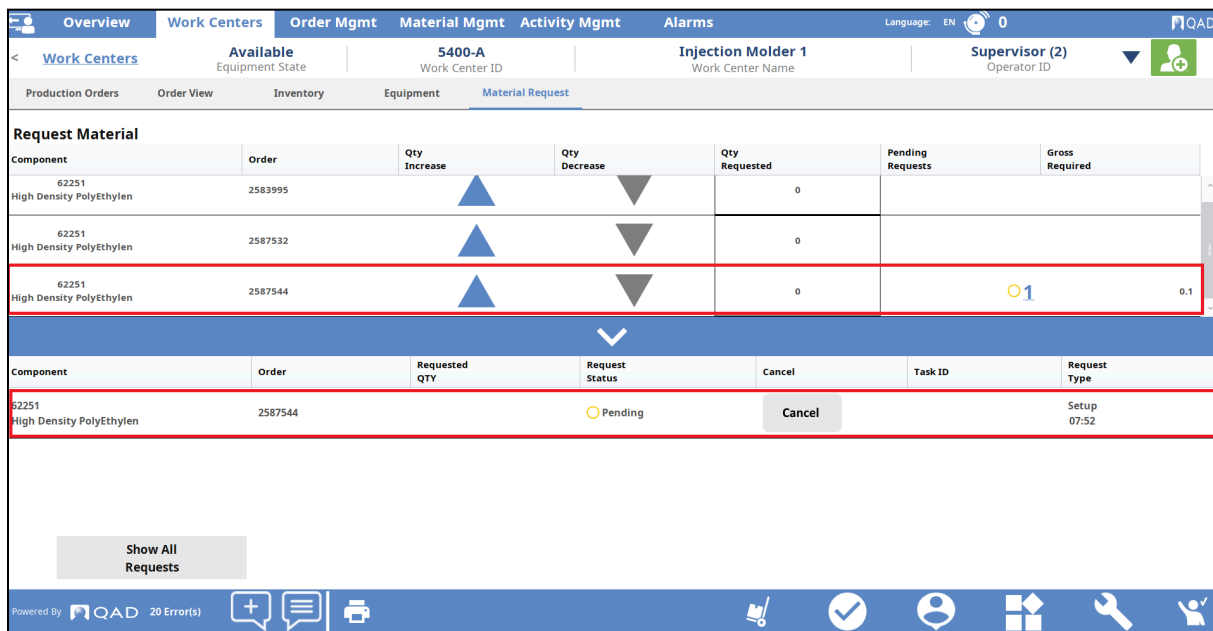 Overview Work Centers Order Mgmt Material Mgmt Activity Mgmt Alarms Language: EN 0 QAD
< Work Centers Available 5400-A Injection Molder 1 Supervisor (2)
Equipment State Work Center ID Work Center Name Operator ID
Production Orders Order View Inventory Equipment Material Request
Request Material
Component Order Qty Increase Qty Decrease Qty Requested Pending Requests Gross Required
62251 2583995 0
High Density PolyEthylen
62251 2587532 0
High Density PolyEthylen
62251 2587544 0 1 0.1
High Density PolyEthylen
Component Order Requested QTY Request Status Cancel Task ID Request Type
62251 2587544 Pending Cancel Setup
High Density PolyEthylen 07:52
Show All
Requests
Powered By QAD 20 Error(s)